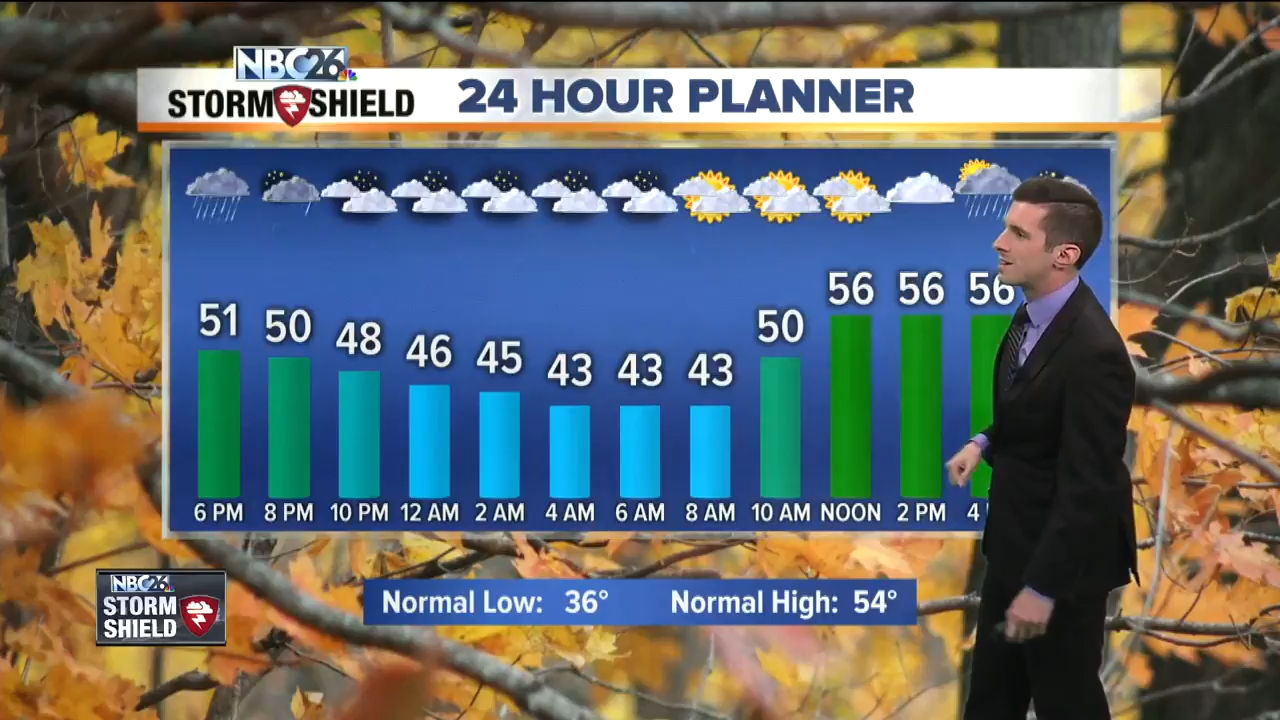 NBC26
STORM SHIELD
24 HOUR PLANNER
51 50 48 46 45 43 43 43 50 56 56 56
6 PM 8 PM 10 PM 12 AM 2 AM 4 AM 6 AM 8 AM 10 AM NOON 2 PM 4
Normal Low: 36° Normal High: 54°
NBC26
STORM
SHIELD